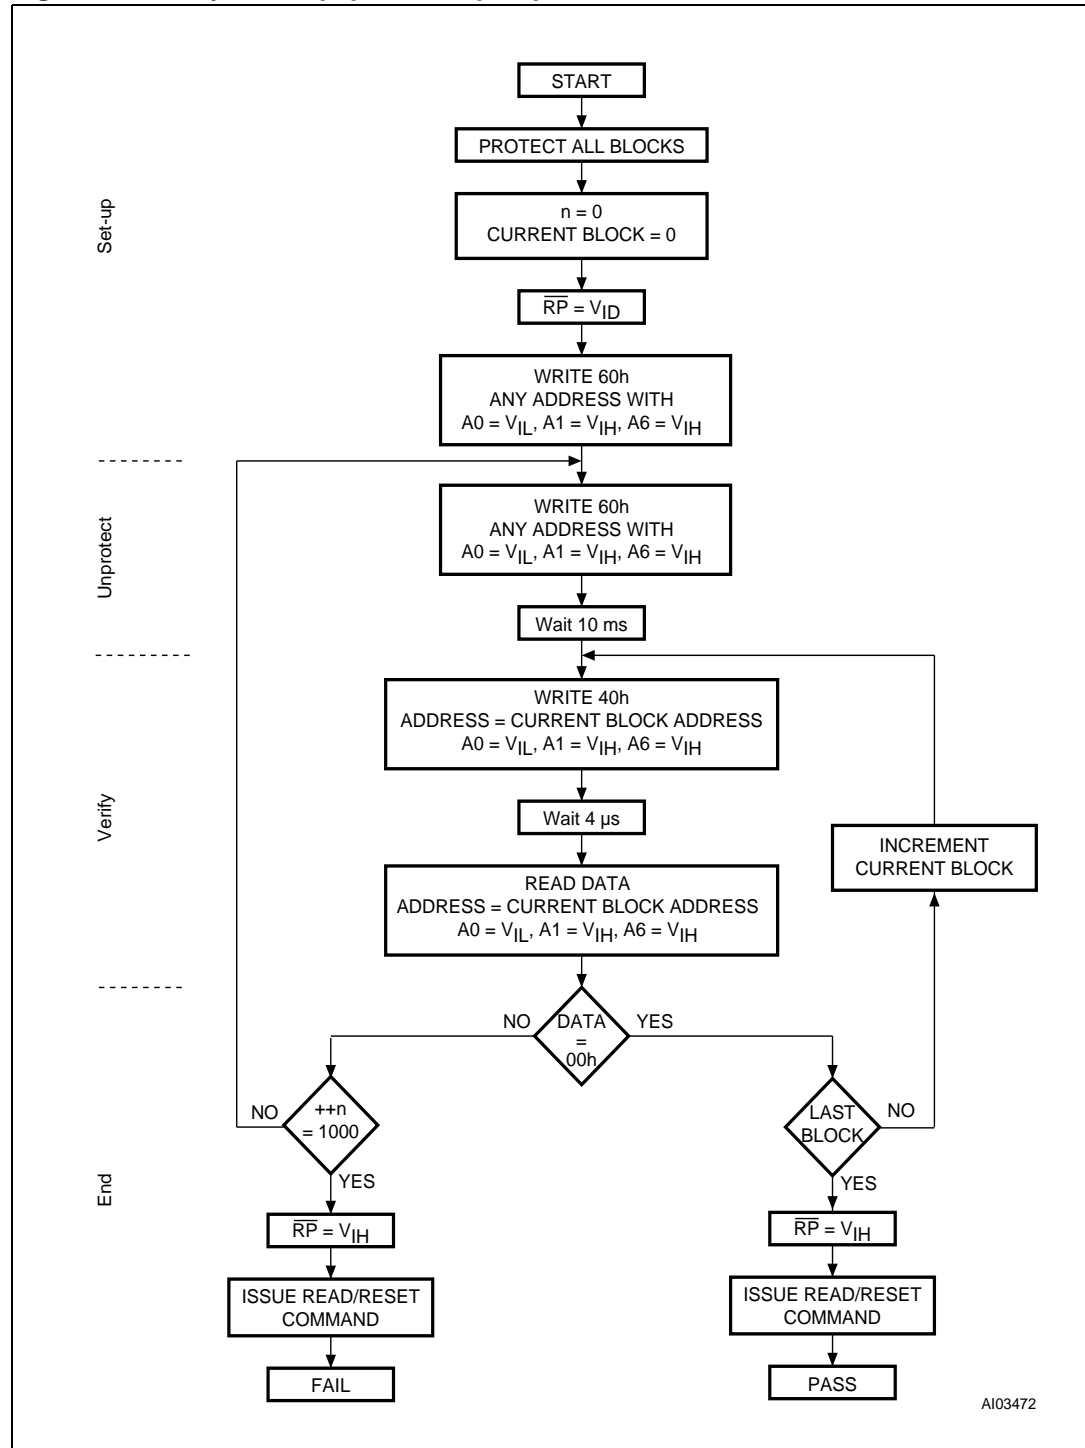 START
PROTECT ALL BLOCKS
n = 0
CURRENT BLOCK = 0
Set-up
RP = VID
WRITE 60h
ANY ADDRESS WITH
A0 = VIL, A1 = VIH, A6 = VIH
WRITE 60h
ANY ADDRESS WITH
A0 = VIL, A1 = VIH, A6 = VIH
Unprotect
Wait 10 ms
WRITE 40h
ADDRESS = CURRENT BLOCK ADDRESS
A0 = VIL, A1 = VIH, A6 = VIH
Verify
Wait 4 µs
INCREMENT
CURRENT BLOCK
READ DATA
ADDRESS = CURRENT BLOCK ADDRESS
A0 = VIL, A1 = VIH, A6 = VIH
NO
DATA
=
00h
YES
NO
++n
= 1000
YES
LAST
BLOCK
NO
YES
End
RP = VIH
RP = VIH
ISSUE READ/RESET
COMMAND
ISSUE READ/RESET
COMMAND
FAIL
PASS
AI03472